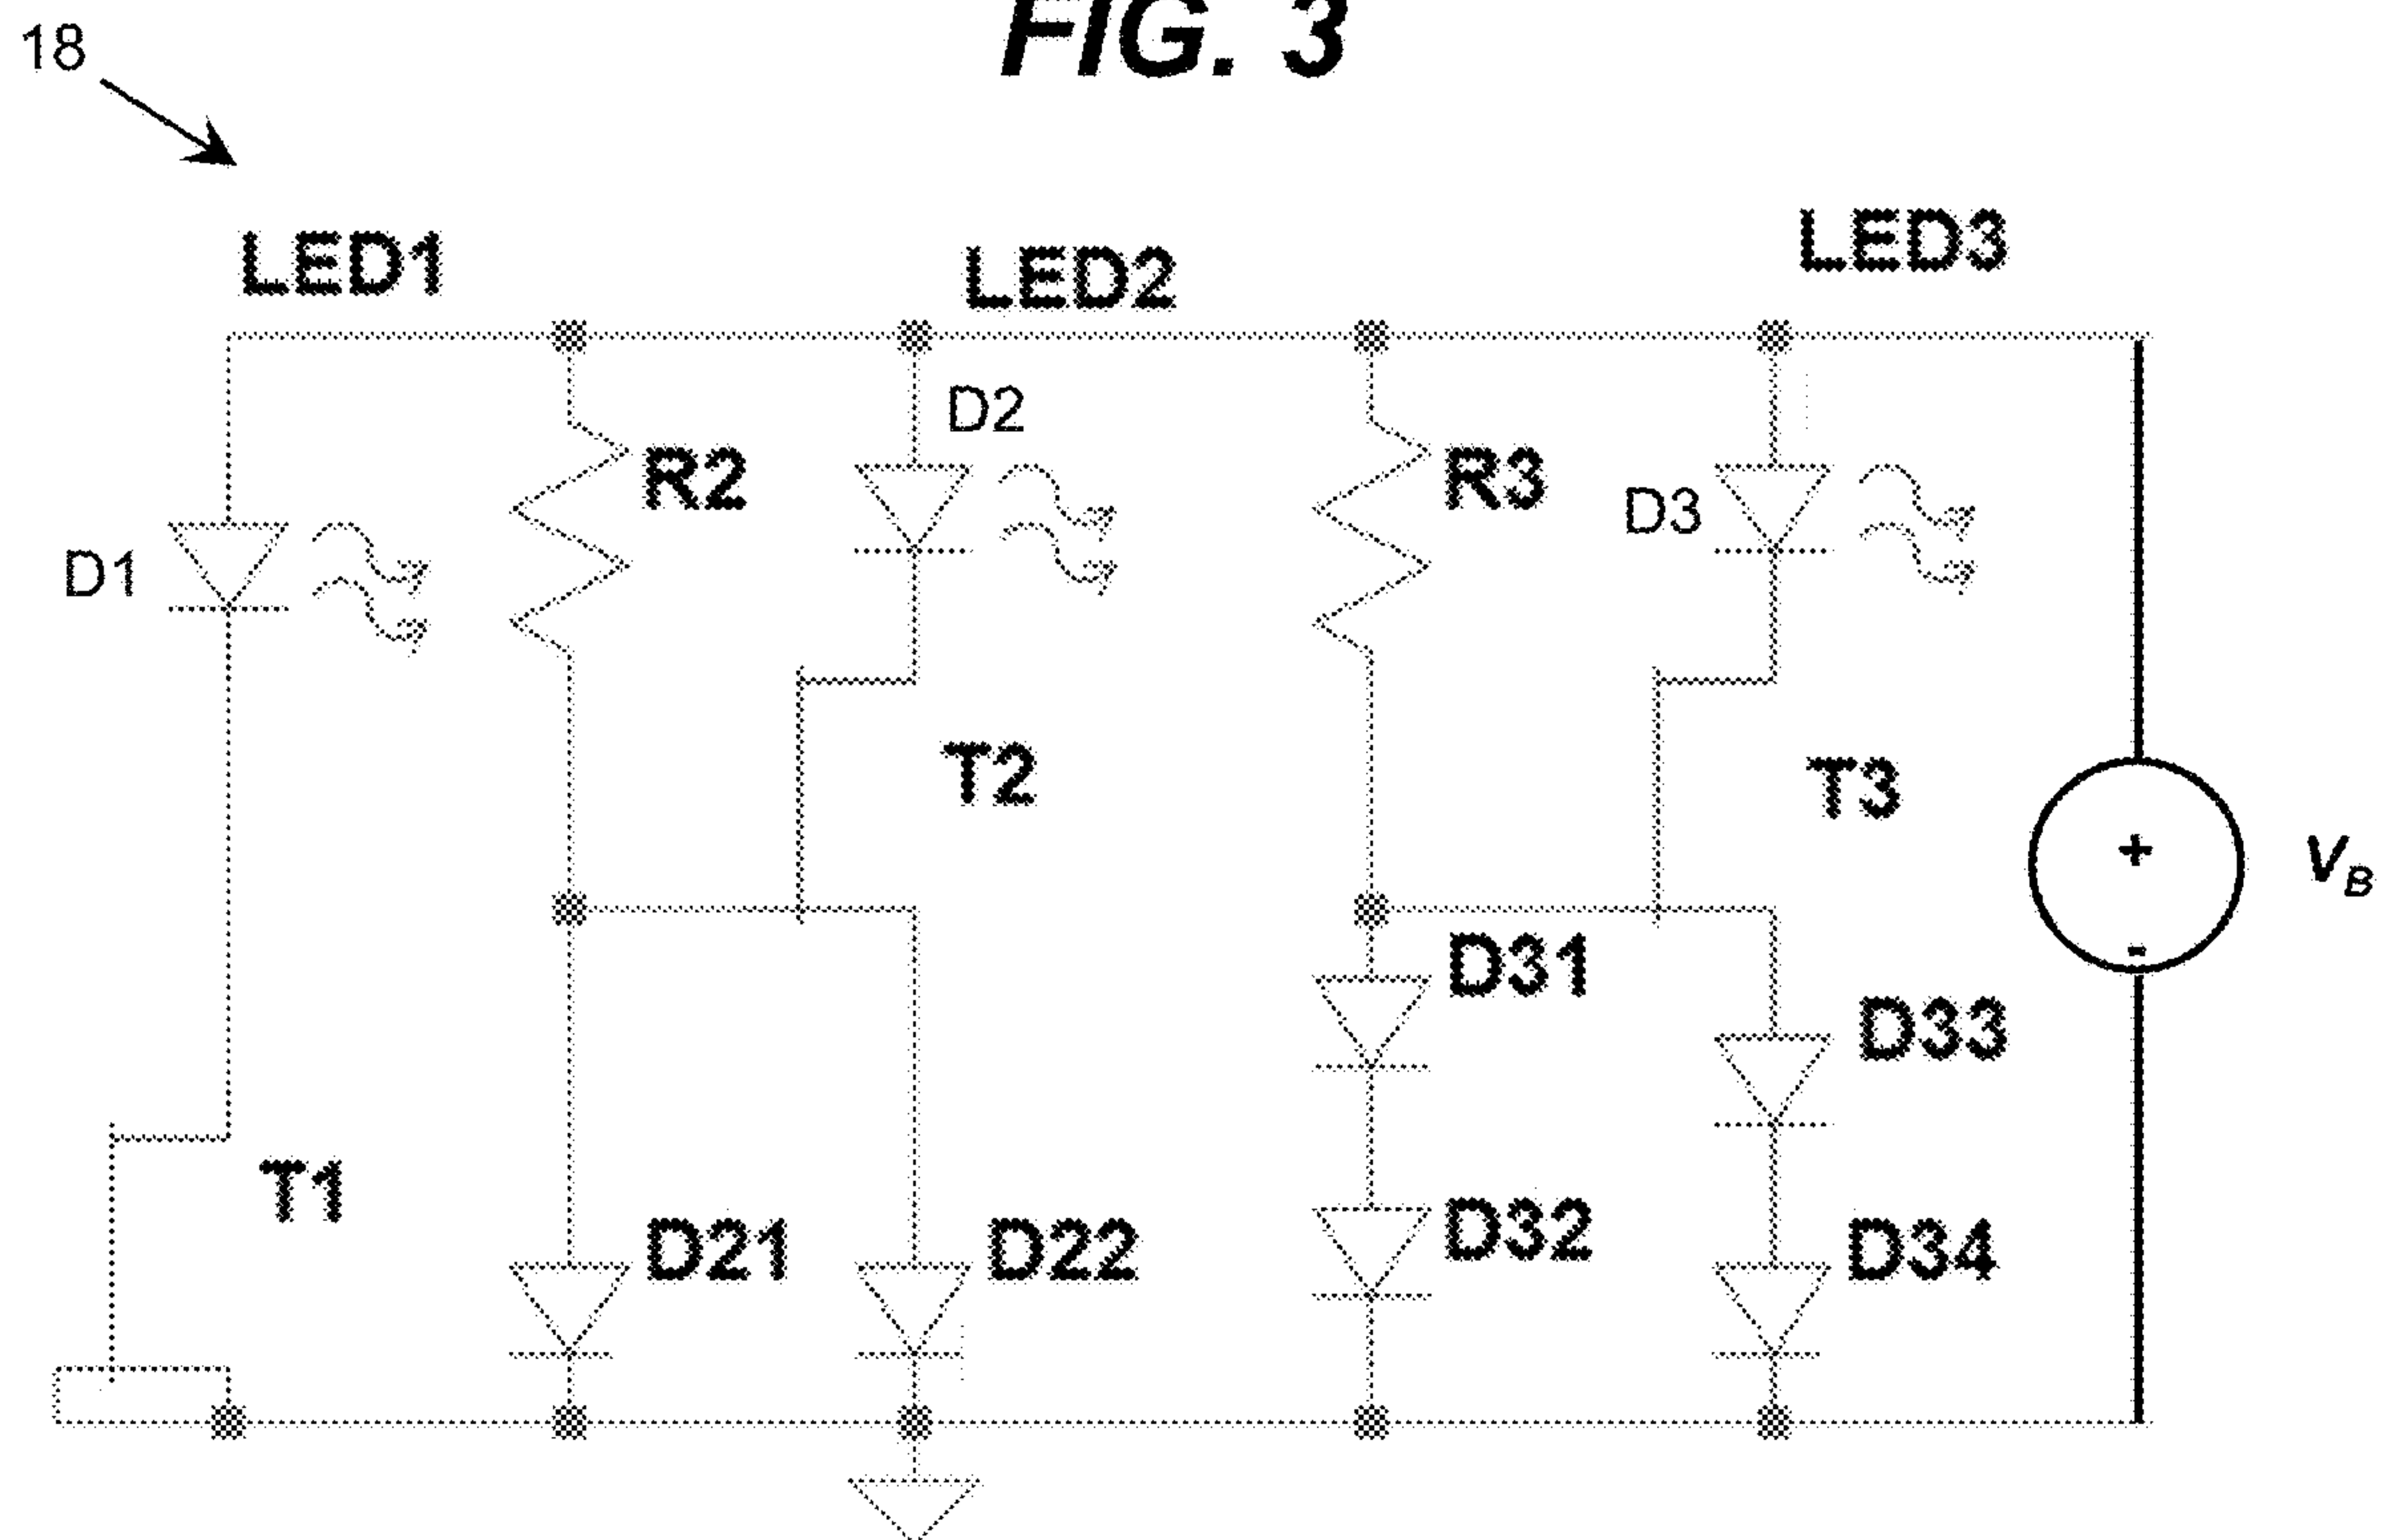 FIG. 3
18
LED1
LED2
LED3
D2
R2
R3
D3
D1
T2
T3
+
V_B
-
D31
D33
T1
D21
D22
D32
D34